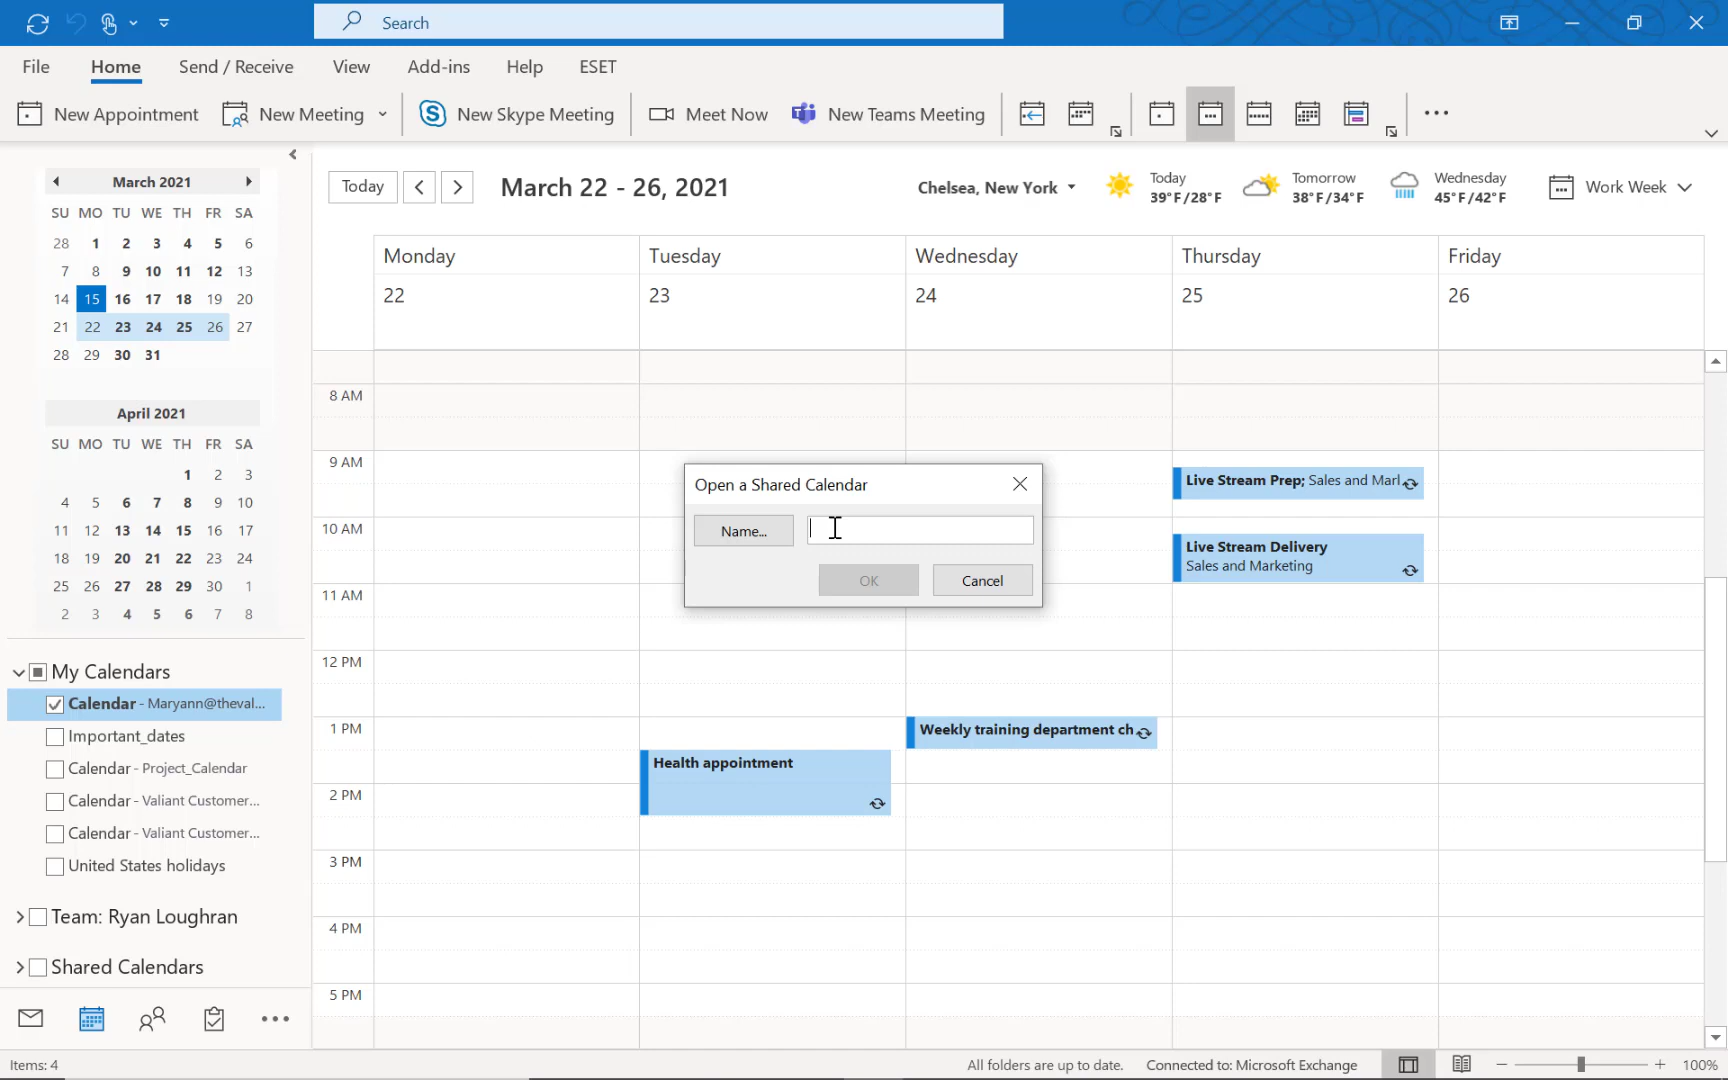 Search
File Home Send / Receive View Add-ins Help ESET
New Appointment New Meeting New Skype Meeting Meet Now New Teams Meeting
March 2021
SU MO TU WE TH FR SA
28 1 2 3 4 5 6
7 8 9 10 11 12 13
14 15 16 17 18 19 20
21 22 23 24 25 26 27
28 29 30 31
April 2021
SU MO TU WE TH FR SA
1 2 3
4 5 6 7 8 9 10
11 12 13 14 15 16 17
18 19 20 21 22 23 24
25 26 27 28 29 30 1
2 3 4 5 6 7 8
My Calendars
Calendar - Maryann@theval...
Important_dates
Calendar - Project_Calendar
Calendar - Valiant Customer...
Calendar - Valiant Customer...
United States holidays
Team: Ryan Loughran
Shared Calendars
Today March 22 - 26, 2021
Chelsea, New York
Today
39°F/28°F
Tomorrow
38°F/34°F
Wednesday
45°F/42°F
Work Week
Monday Tuesday Wednesday Thursday Friday
22 23 24 25 26
8 AM
9 AM
10 AM
11 AM
12 PM
1 PM
2 PM
3 PM
4 PM
5 PM
Live Stream Prep; Sales and Marl
Live Stream Delivery
Sales and Marketing
Weekly training department ch
Health appointment
Open a Shared Calendar
Name...
OK Cancel
Items: 4 All folders are up to date. Connected to: Microsoft Exchange 100%